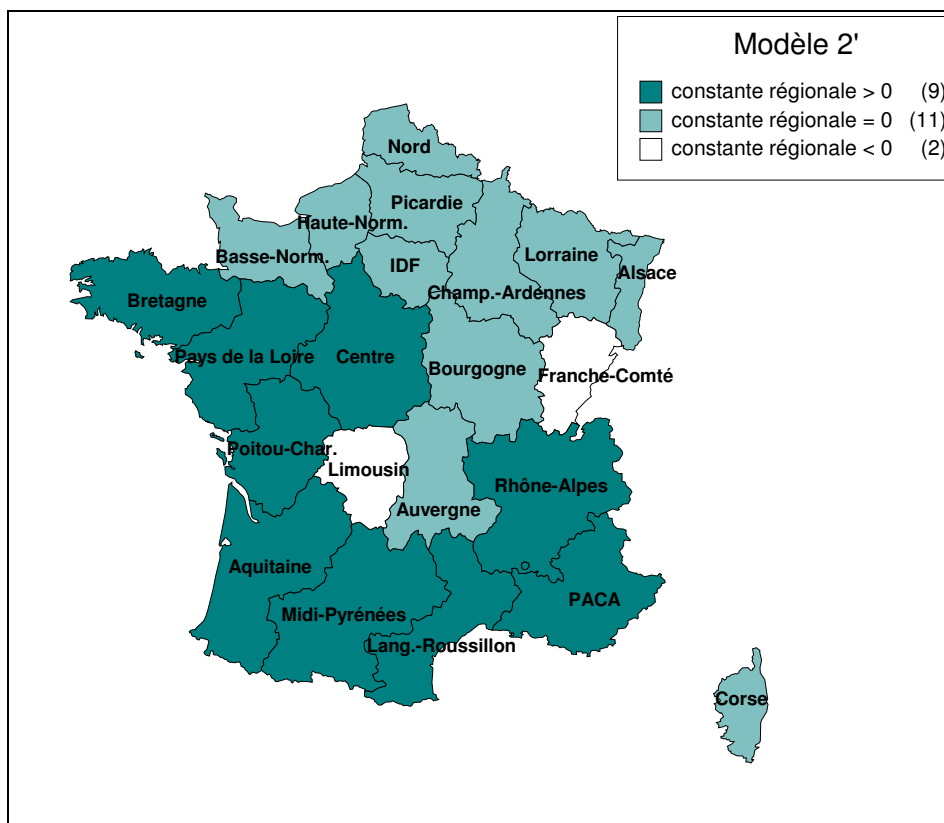 Modèle 2'
constante régionale > 0 (9)
constante régionale = 0 (11)
constante régionale < 0 (2)
Nord
Picardie
Haute-Norm.
Basse-Norm.
IDF
Lorraine
Alsace
Champ.-Ardennes
Bretagne
Pays de la Loire
Centre
Bourgogne
Franche-Comté
Poitou-Char.
Limousin
Rhône-Alpes
Auvergne
Aquitaine
PACA
Midi-Pyrénées
Lang.-Roussillon
Corse